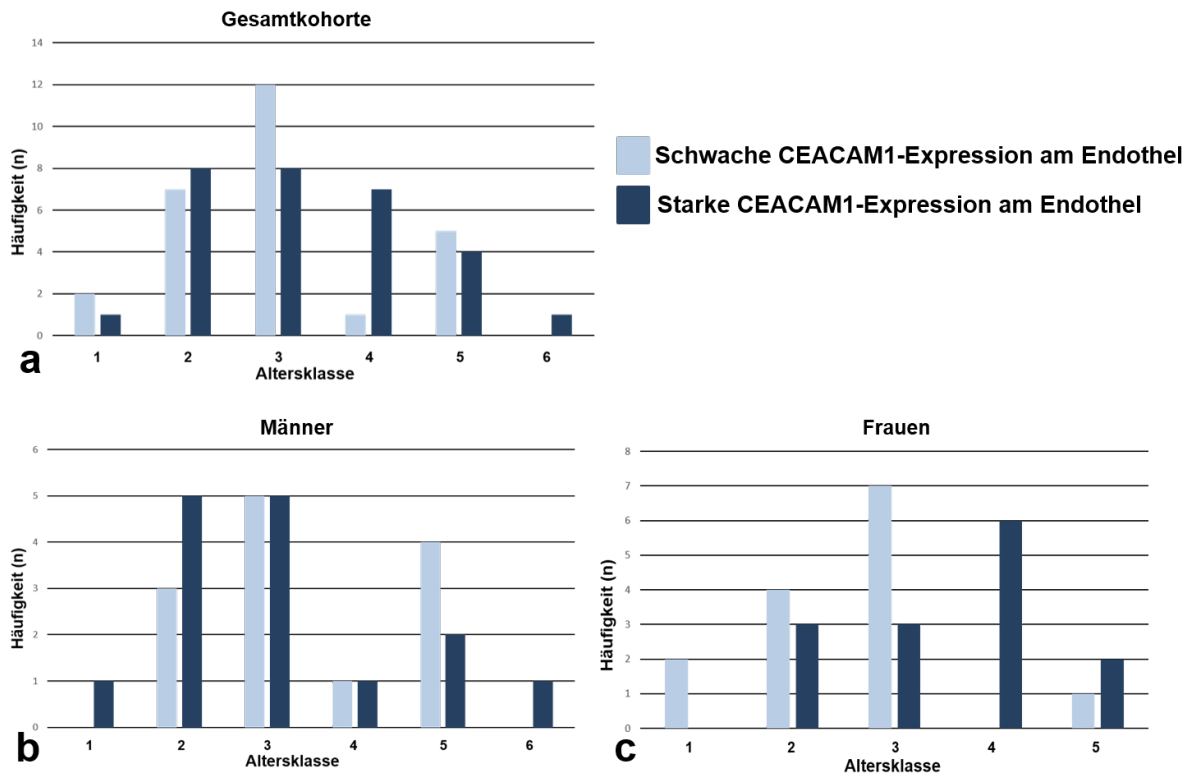 Gesamtkohorte
14
12
10
8
6
4
2
0
Häufigkeit (n)
1 2 3 4 5 6
Altersklasse
a
Schwache CEACAM1-Expression am Endothel
Starke CEACAM1-Expression am Endothel
Männer
6
5
4
3
2
1
0
Häufigkeit (n)
1 2 3 4 5 6
Altersklasse
b
Frauen
8
7
6
5
4
3
2
1
0
Häufigkeit (n)
1 2 3 4 5
Altersklasse
c